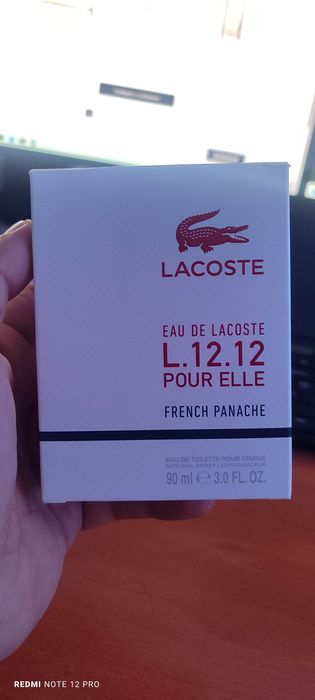 LACOSTE
EAU DE LACOSTE
L.12.12
POUR ELLE
FRENCH PANACHE
EAU DE TOILETTE POUR FEMME
NATURAL SPRAY | VAPORISATEUR
90 ml ℮ 3.0 FL. OZ.
REDMI NOTE 12 PRO